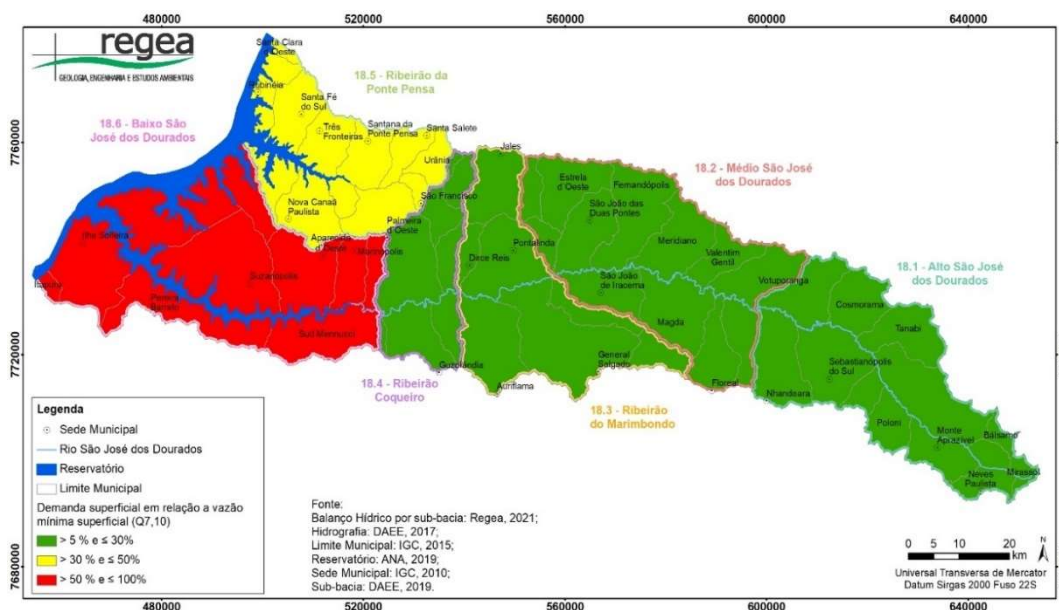 480000 520000 560000 600000 640000
regea
GEOLOGIA, ENGENHARIA E ESTUDOS AMBIENTAIS
Santa Clara
d Oeste
Rubinéia
Santa Fé
do Sul
Três
Fronteiras
Santana da
Ponte Pensa
Santa Salete
Urânia
18.5 - Ribeirão da
Ponte Pensa
18.6 - Baixo São
José dos Dourados
7760000
7760000
Jales
18.2 - Médio São José
dos Dourados
Estrela
d Oeste
Fernandópolis
São João das
Duas Pontes
São Francisco
Nova Canaã
Paulista
Palmeira
d Oeste
Aparecida
d Oeste
Marinópolis
Ilha Solteira
Suzanápolis
Itapura
Pereira
Barreto
Sud Mennucci
Dirce Reis
Pontalinda
Meridiano
Valentim
Gentil
Votuporanga
São João
de Iracema
Magda
18.1 - Alto São José
dos Dourados
Cosmorama
Tanabi
Sebastianópolis
do Sul
7720000
7720000
Guzolândia
General
Salgado
Auriflama
Floreal
Nhandeara
Poloni
Monte
Aprazível
Bálsamo
Neves
Paulista
Mirassol
18.4 - Ribeirão
Coqueiro
18.3 - Ribeirão
do Marimbondo
Legenda
Sede Municipal
Rio São José dos Dourados
Reservatório
Limite Municipal
Demanda superficial em relação a vazão
mínima superficial (Q7,10)
> 5 % e ≤ 30%
> 30 % e ≤ 50%
> 50 % e ≤ 100%
Fonte:
Balanço Hídrico por sub-bacia: Regea, 2021;
Hidrografia: DAEE, 2017;
Limite Municipal: IGC, 2015;
Reservatório: ANA, 2019;
Sede Municipal: IGC, 2010;
Sub-bacia: DAEE, 2019.
0 5 10 20
km
N
Universal Transversa de Mercator
Datum Sirgas 2000 Fuso 22S
7680000
7680000
480000 520000 560000 600000 640000